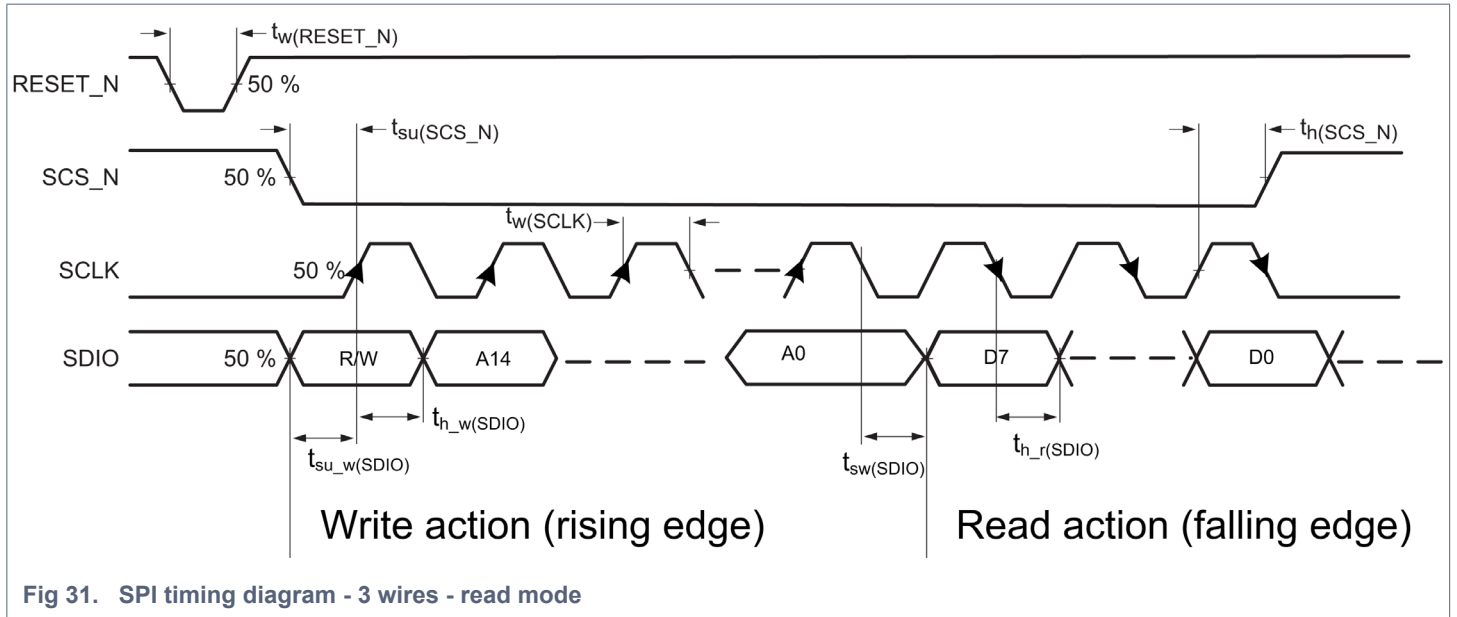 tw(RESET_N)
RESET_N
50 %
tsu(SCS_N)
th(SCS_N)
SCS_N
50 %
tw(SCLK)
SCLK
50 %
SDIO
50 %
R/W
A14
A0
D7
D0
th_w(SDIO)
tsu_w(SDIO)
tsw(SDIO)
th_r(SDIO)
Write action (rising edge)
Read action (falling edge)
Fig 31. SPI timing diagram - 3 wires - read mode